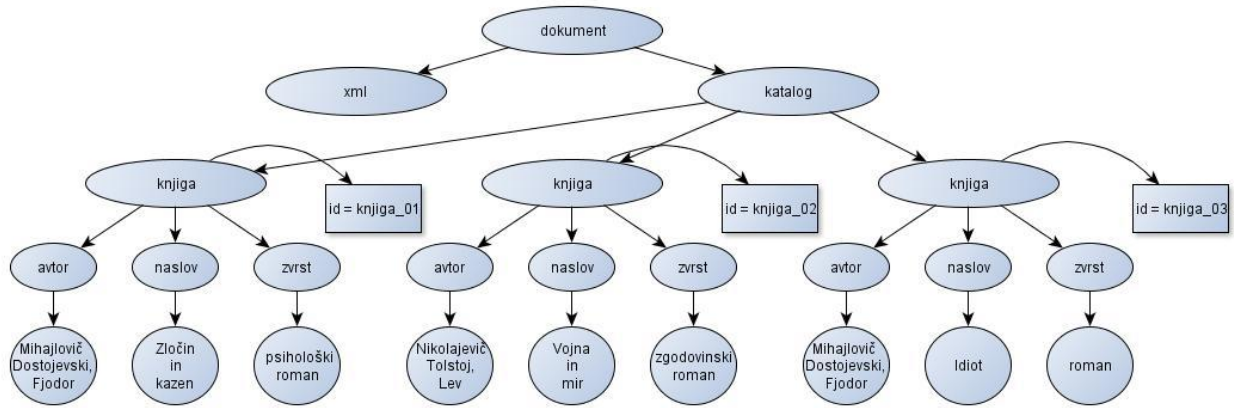 dokument
xml
katalog
knjiga
id = knjiga_01
knjiga
id = knjiga_02
knjiga
id = knjiga_03
avtor
naslov
zvrst
avtor
naslov
zvrst
avtor
naslov
zvrst
Mihajlovič
Dostojevski,
Fjodor
Zločin
in
kazen
psihološki
roman
Nikolajevič
Tolstoj,
Lev
Vojna
in
mir
zgodovinski
roman
Mihajlovič
Dostojevski,
Fjodor
Idiot
roman